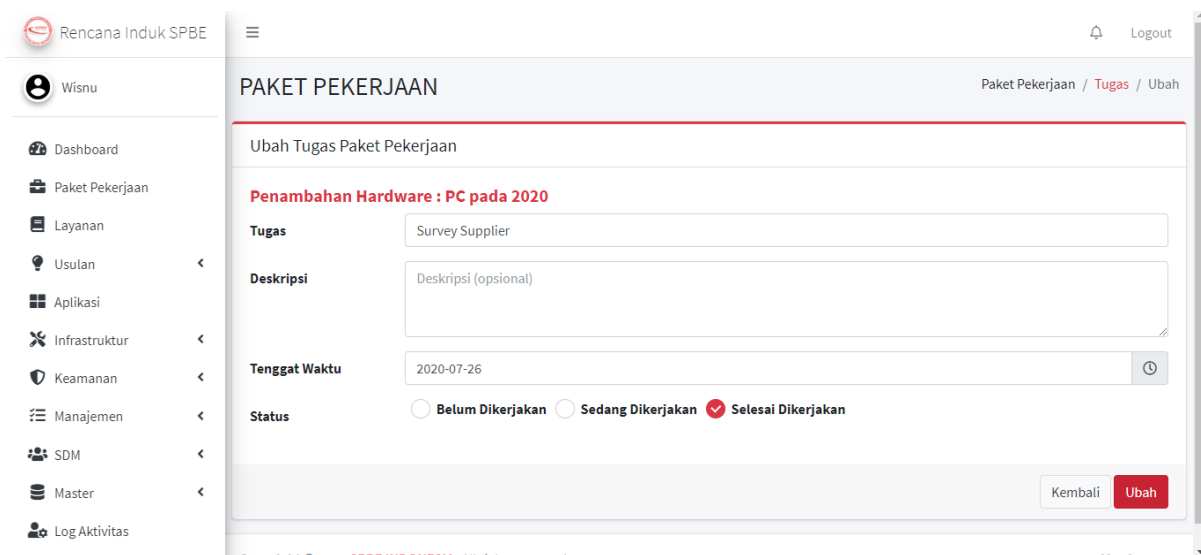 Rencana Induk SPBE
Logout
Wisnu
PAKET PEKERJAAN
Paket Pekerjaan / Tugas / Ubah
Dashboard
Paket Pekerjaan
Layanan
Usulan
Aplikasi
Infrastruktur
Keamanan
Manajemen
SDM
Master
Log Aktivitas
Ubah Tugas Paket Pekerjaan
Penambahan Hardware : PC pada 2020
Tugas
Survey Supplier
Deskripsi
Deskripsi (opsional)
Tenggat Waktu
2020-07-26
Status
Belum Dikerjakan
Sedang Dikerjakan
Selesai Dikerjakan
Kembali
Ubah